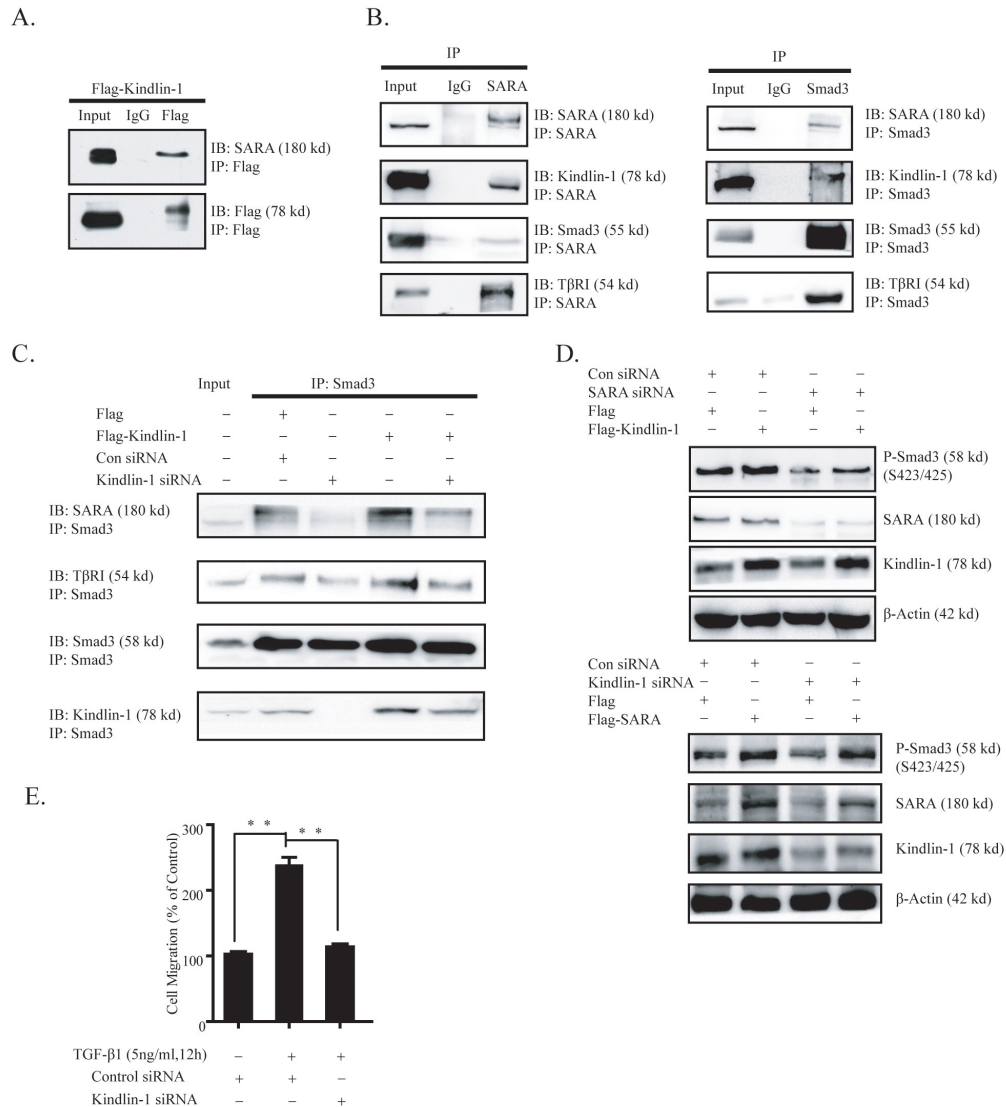 A.
Flag-Kindlin-1
Input IgG Flag
IB: SARA (180 kd)
IP: Flag
IB: Flag (78 kd)
IP: Flag
B.
IP
Input IgG SARA
IB: SARA (180 kd)
IP: SARA
IB: Kindlin-1 (78 kd)
IP: SARA
IB: Smad3 (55 kd)
IP: SARA
IB: TβRI (54 kd)
IP: SARA
IP
Input IgG Smad3
IB: SARA (180 kd)
IP: Smad3
IB: Kindlin-1 (78 kd)
IP: Smad3
IB: Smad3 (55 kd)
IP: Smad3
IB: TβRI (54 kd)
IP: Smad3
C.
Input IP: Smad3
Flag – + – – –
Flag-Kindlin-1 – – – + +
Con siRNA – + – – –
Kindlin-1 siRNA – – + – +
IB: SARA (180 kd)
IP: Smad3
IB: TβRI (54 kd)
IP: Smad3
IB: Smad3 (58 kd)
IP: Smad3
IB: Kindlin-1 (78 kd)
IP: Smad3
D.
Con siRNA + + – –
SARA siRNA – – + +
Flag + – + –
Flag-Kindlin-1 – + – +
P-Smad3 (58 kd)
(S423/425)
SARA (180 kd)
Kindlin-1 (78 kd)
β-Actin (42 kd)
Con siRNA + + – –
Kindlin-1 siRNA – – + +
Flag + – + –
Flag-SARA – + – +
P-Smad3 (58 kd)
(S423/425)
SARA (180 kd)
Kindlin-1 (78 kd)
β-Actin (42 kd)
E.
Cell Migration (% of Control)
300
200
100
0
* * * *
TGF-β1 (5ng/ml,12h) – + +
Control siRNA + + –
Kindlin-1 siRNA – – +